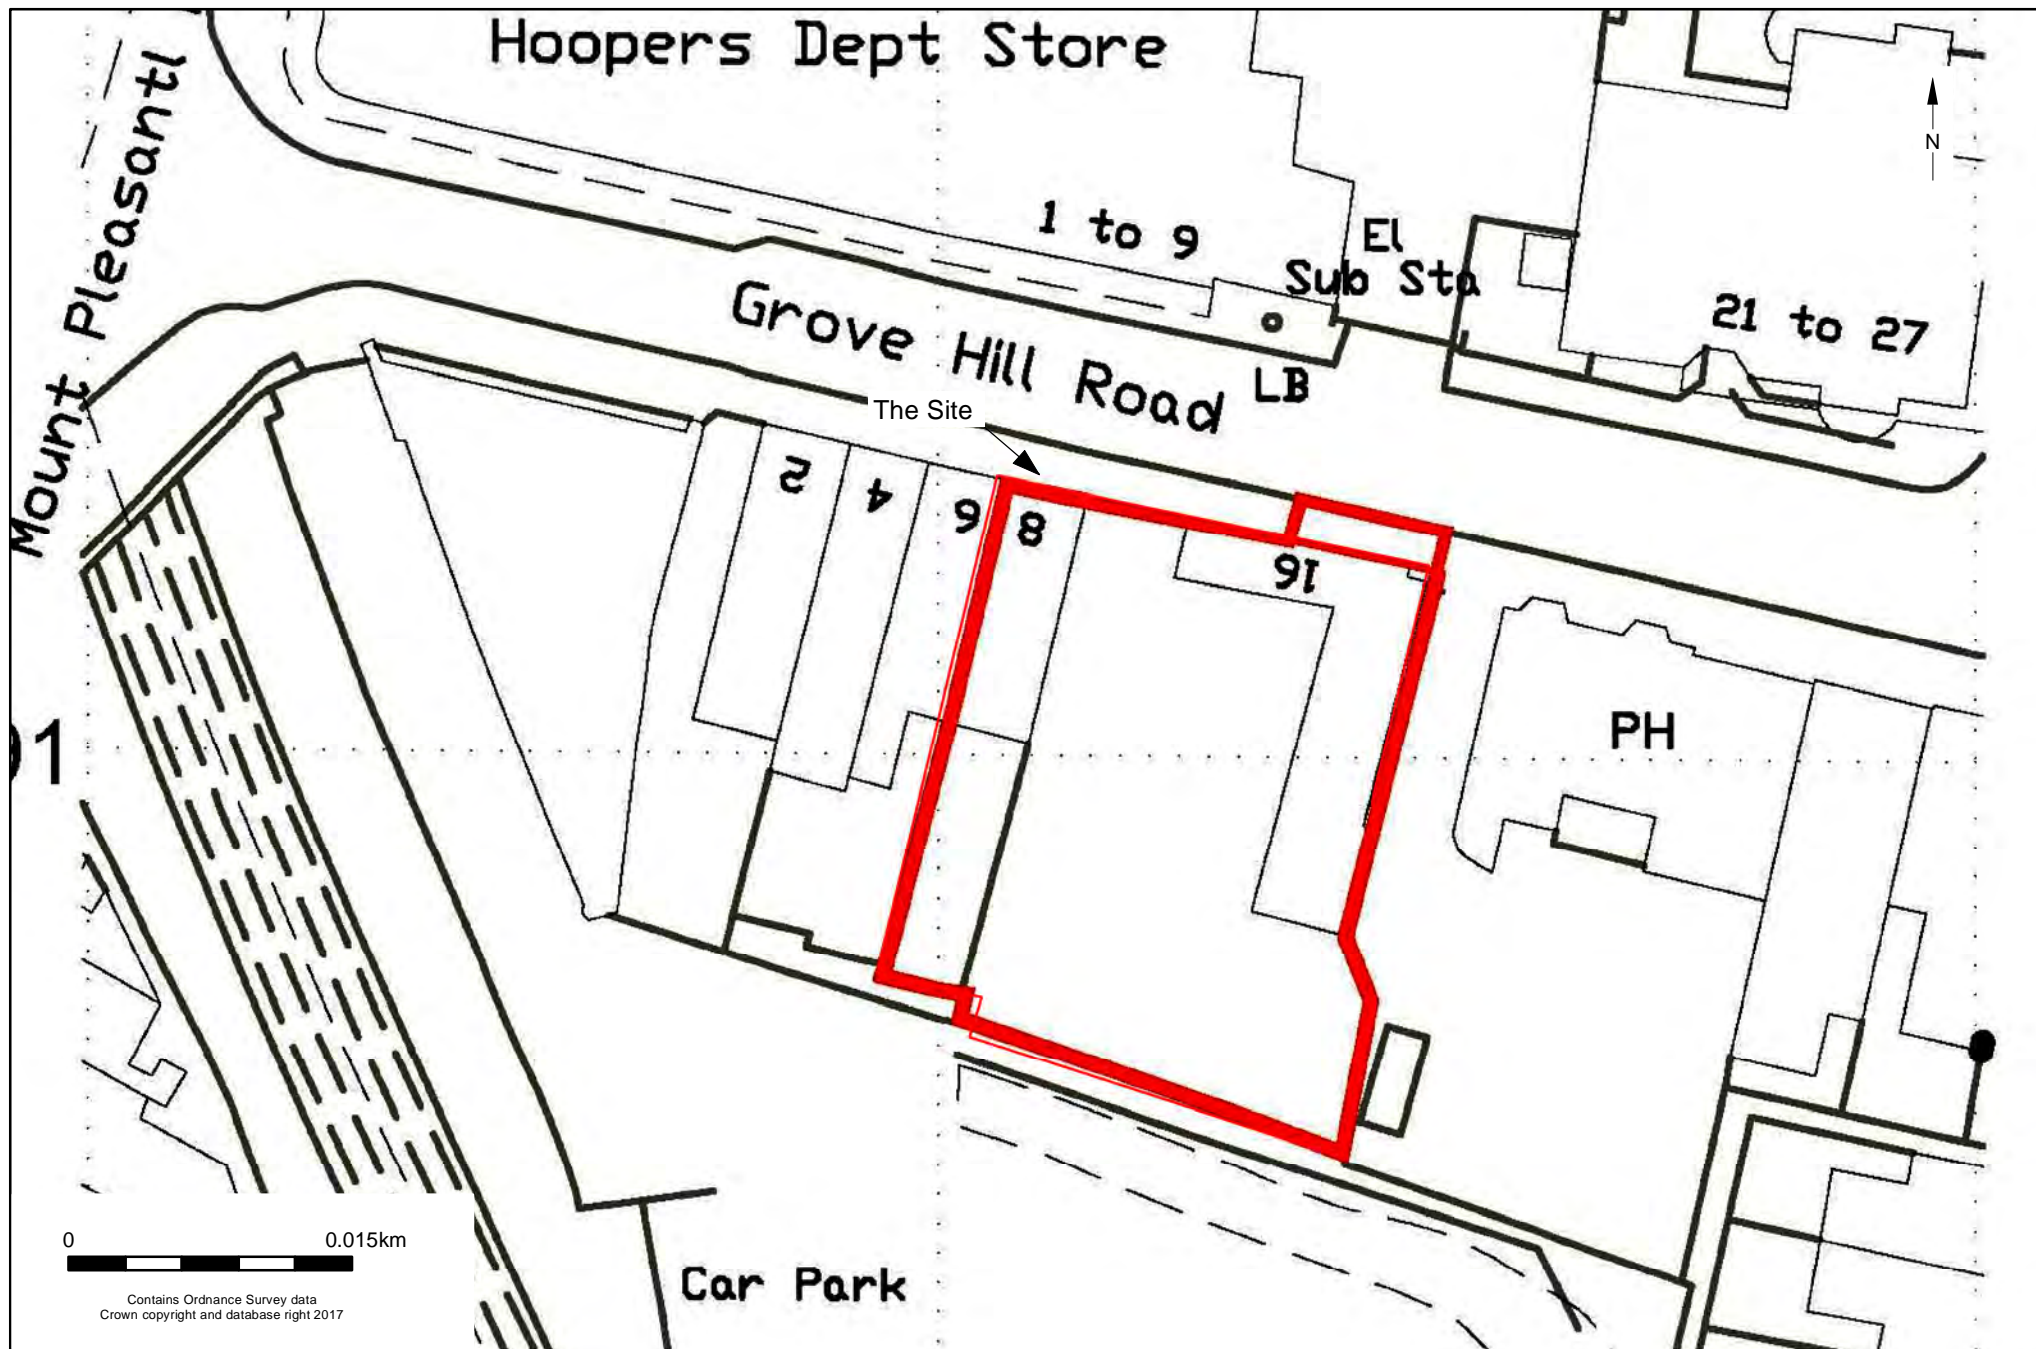 Hoopers Dept Store
N
Mount Pleasant
1 to 9
El
Sub Sta
21 to 27
Grove Hill Road
LB
The Site
2
4
6
8
16
PH
91
0
0.015km
Car Park
Contains Ordnance Survey data
Crown copyright and database right 2017